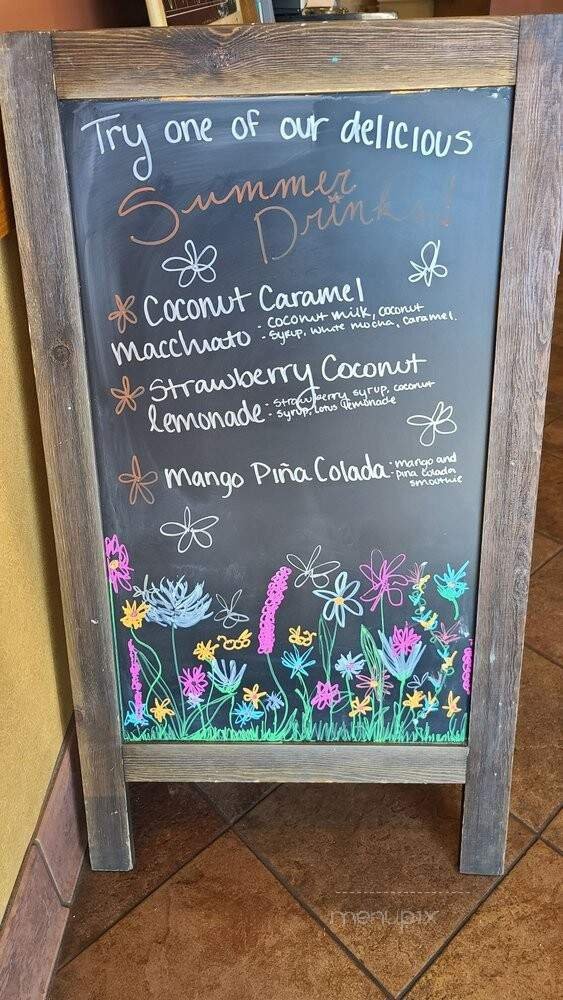 Try one of our delicious
Summer
Drinks!
Coconut Caramel
macchiato - coconut milk, coconut
- syrup, white mocha, caramel.
Strawberry Coconut
lemonade - strawberry syrup, coconut
- syrup, lotus lemonade
mango Piña Colada - mango and
piña colada
smoothie
menupix